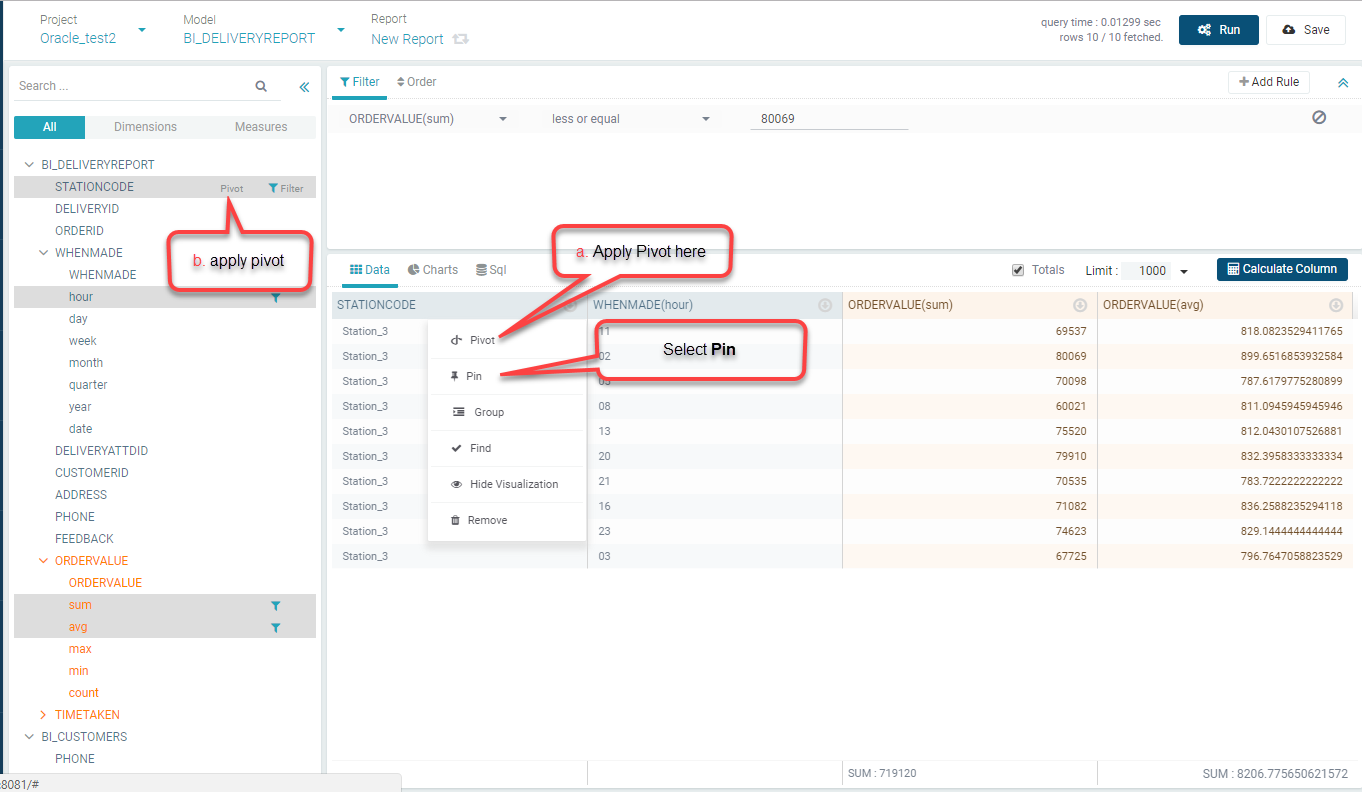 Project
Oracle_test2
Model
BI_DELIVERYREPORT
Report
New Report
query time : 0.01299 sec
rows 10 / 10 fetched.
Run
Save
Search ...
All
Dimensions
Measures
BI_DELIVERYREPORT
STATIONCODE Pivot Filter
DELIVERYID
ORDERID
WHENMADE
WHENMADE
hour
day
week
month
quarter
year
date
DELIVERYATTDID
CUSTOMERID
ADDRESS
PHONE
FEEDBACK
ORDERVALUE
ORDERVALUE
sum
avg
max
min
count
TIMETAKEN
BI_CUSTOMERS
PHONE
:8081/#
b. apply pivot
Filter Order
Add Rule
ORDERVALUE(sum) less or equal 80069
a. Apply Pivot here
Data Charts Sql
Totals Limit : 1000
Calculate Column
STATIONCODE WHENMADE(hour) ORDERVALUE(sum) ORDERVALUE(avg)
Station_3 11 69537 818.0823529411765
Station_3 02 80069 899.6516853932584
Station_3 05 70098 787.6179775280899
Station_3 08 60021 811.0945945945946
Station_3 13 75520 812.0430107526881
Station_3 20 79910 832.3958333333334
Station_3 21 70535 783.7222222222222
Station_3 16 71082 836.2588235294118
Station_3 23 74623 829.1444444444444
Station_3 03 67725 796.7647058823529
Pivot
Pin
Group
Find
Hide Visualization
Remove
Select Pin
SUM : 719120
SUM : 8206.775650621572